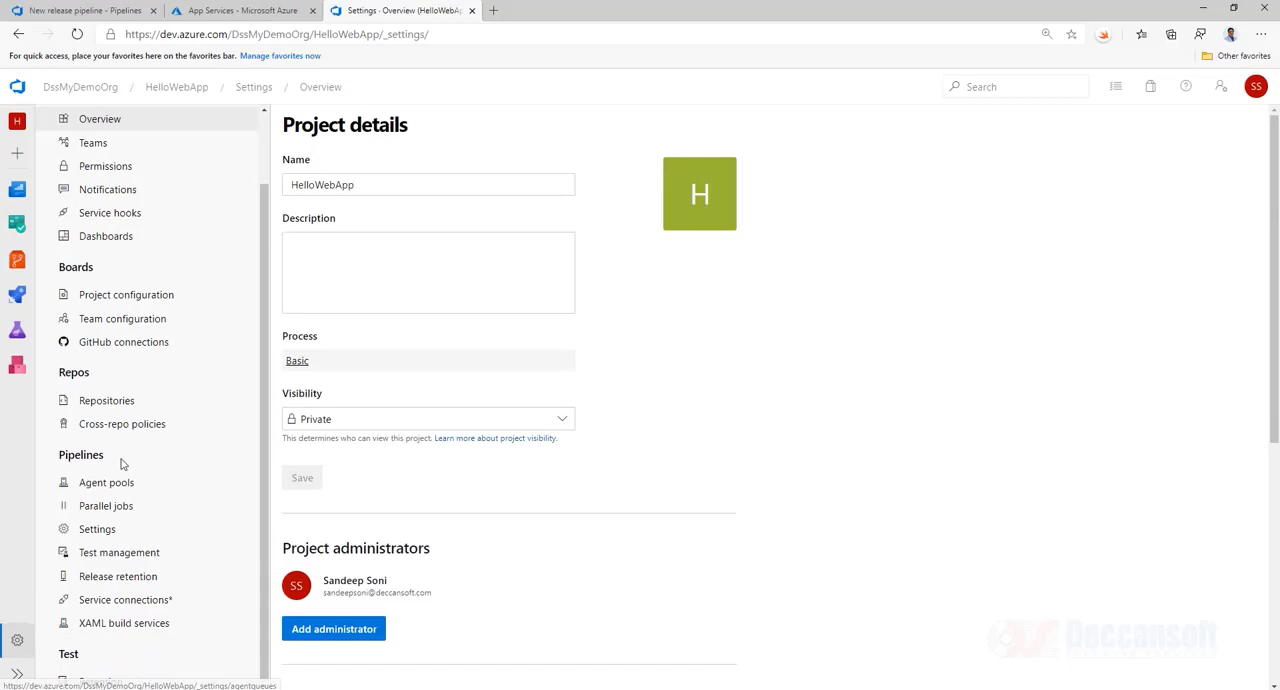 New release pipeline - Pipelines
App Services - Microsoft Azure
Settings · Overview (HelloWebAp
https://dev.azure.com/DssMyDemoOrg/HelloWebApp/_settings/
For quick access, place your favorites here on the favorites bar. Manage favorites now
Other favorites
DssMyDemoOrg / HelloWebApp / Settings / Overview
Search
SS
H
Overview
Teams
Permissions
Notifications
Service hooks
Dashboards
Boards
Project configuration
Team configuration
GitHub connections
Repos
Repositories
Cross-repo policies
Pipelines
Agent pools
Parallel jobs
Settings
Test management
Release retention
Service connections*
XAML build services
Test
Project details
Name
HelloWebApp
H
Description
Process
Basic
Visibility
Private
This determines who can view this project. Learn more about project visibility.
Save
Project administrators
SS
Sandeep Soni
sandeepsoni@deccansoft.com
Add administrator
Deccansoft
https://dev.azure.com/DssMyDemoOrg/HelloWebApp/_settings/agentqueues